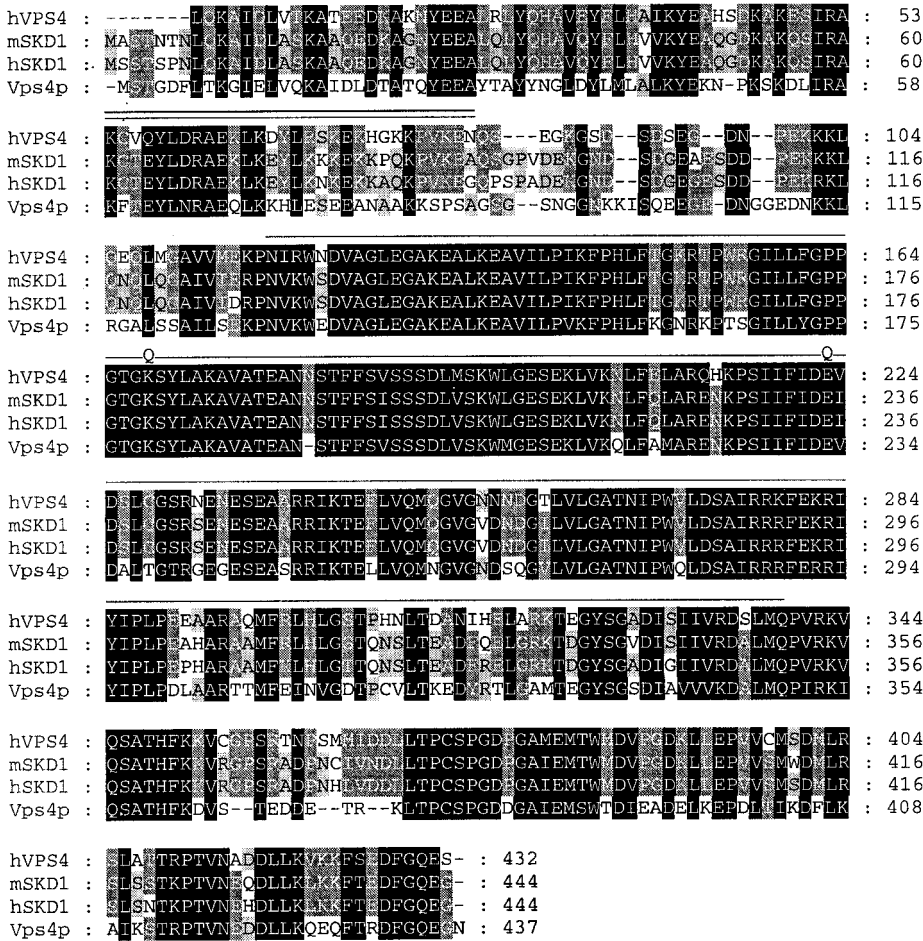 hVPS4 : --------LQKAIDLVTKATEEDKAKNYEEALRLYQHAVEYFLHAIKYEAHSDKAKESIRA : 53
mSKD1 : MASTNTNLQKAIDLASKAAQEDKAGNYEEALQLYQHAVQYFLHVVKYEAQGDKAKQSIRA : 60
hSKD1 : MSSTSPNLQKAIDLASKAAQEDKAGNYEEALQLYQHAVQYFLHVVKYEAQGDKAKQSIRA : 60
Vps4p : -MSTGDFLTKGIELVQKAIDLDTATQYEEAYTAYYNGLDYLMLALKYEKN-PKSKDLIRA : 58
hVPS4 : KCVQYLDRAEKLKDYLRSKEKHGKKPVKENQS---EGKGSD--SDSEG--DN--PEKKKL : 104
mSKD1 : KCTEYLDRAEKLKEYLKKKEKKPQKPVKEAQSGPVDEKGND--SDGEAESDD--PEKKKL : 116
hSKD1 : KCTEYLDRAEKLKEYLKNKEKKAQKPVKEGQPSPADEKGND--SDGEGESDD--PEKRKL : 116
Vps4p : KFTEYLNRAEQLKKHLESEEANAAKKSPSAGSG--SNGGNKKISQEEGE-DNGGEDNKKL : 115
hVPS4 : QEQLMGAVVMEKPNIRWNDVAGLEGAKEALKEAVILPIKFPHLFTGKRTPWRGILLFGPP : 164
mSKD1 : QNQLQGAIVIERPNVKWSDVAGLEGAKEALKEAVILPIKFPHLFTGKRTPWRGILLFGPP : 176
hSKD1 : QNQLQGAIVIDRPNVKWSDVAGLEGAKEALKEAVILPIKFPHLFTGKRTPWRGILLFGPP : 176
Vps4p : RGALSSAILSEKPNVKWEDVAGLEGAKEALKEAVILPVKFPHLFKGNRKPTSGILLYGPP : 175
Q Q
hVPS4 : GTGKSYLAKAVATEANNSTFFSVSSSDLMSKWLGESEKLVKNLFELARQHKPSIIFIDEV : 224
mSKD1 : GTGKSYLAKAVATEANNSTFFSISSSDLVSKWLGESEKLVKNLFQLARENKPSIIFIDEI : 236
hSKD1 : GTGKSYLAKAVATEANNSTFFSISSSDLVSKWLGESEKLVKNLFQLARENKPSIIFIDEI : 236
Vps4p : GTGKSYLAKAVATEAN-STFFSVSSSDLVSKWMGESEKLVKQLFAMARENKPSIIFIDEV : 234
hVPS4 : DSLCGSRNENESEAARRIKTEFLVQMQGVGNNNDGTLVLGATNIPWVLDSAIRRKFEKRI : 284
mSKD1 : DSLCGSRSENESEAARRIKTEFLVQMQGVGVDNDGILVLGATNIPWVLDSAIRRRFEKRI : 296
hSKD1 : DSLCGSRSENESEAARRIKTEFLVQMQGVGVDNDGILVLGATNIPWVLDSAIRRRFEKRI : 296
Vps4p : DALTGTRGEGESEASRRIKTELLVQMNGVGNDSQGVLVLGATNIPWQLDSAIRRRFERRI : 294
hVPS4 : YIPLPEEAARAQMFRLHLGSTPHNLTDANIHELARKTEGYSGADISIIVRDSLMQPVRKV : 344
mSKD1 : YIPLPEAHARAAMFRLHLGSTQNSLTEADFQELGRKTDGYSGADISIIVRDALMQPVRKV : 356
hSKD1 : YIPLPEPHARAAMFKLHLGTTQNSLTEADFRELGRKTDGYSGADIGIIVRDALMQPVRKV : 356
Vps4p : YIPLPDLAARTTMFEINVGDTPCVLTKEDYRTLGAMTEGYSGSDIAVVVKDALMQPIRKI : 354
hVPS4 : QSATHFKKVCGPSRTNPSMMIDDLLTPCSPGDPGAMEMTWMDVPGDKLLEPVVCMSDMLR : 404
mSKD1 : QSATHFKKVRGPSRADPNCIVNDLLTPCSPGDPGAIEMTWMDVPGDKLLEPVVSMWDMLR : 416
hSKD1 : QSATHFKKVRGPSRADPNHLVDDLLTPCSPGDPGAIEMTWMDVPGDKLLEPVVSMSDMLR : 416
Vps4p : QSATHFKDVS--TEDDE--TR--KLTPCSPGDDGAIEMSWTDIEADELKEPDLTIKDFLK : 408
hVPS4 : SLATTRPTVNADDLLKVKKFSEDFGQES- : 432
mSKD1 : SLSSTKPTVNEQDLLKLKKFTEDFGQEG- : 444
hSKD1 : SLSNTKPTVNEHDLLKLKKFTEDFGQEG- : 444
Vps4p : AIKSTRPTVNEDDLLKQEQFTRDFGQEGN : 437